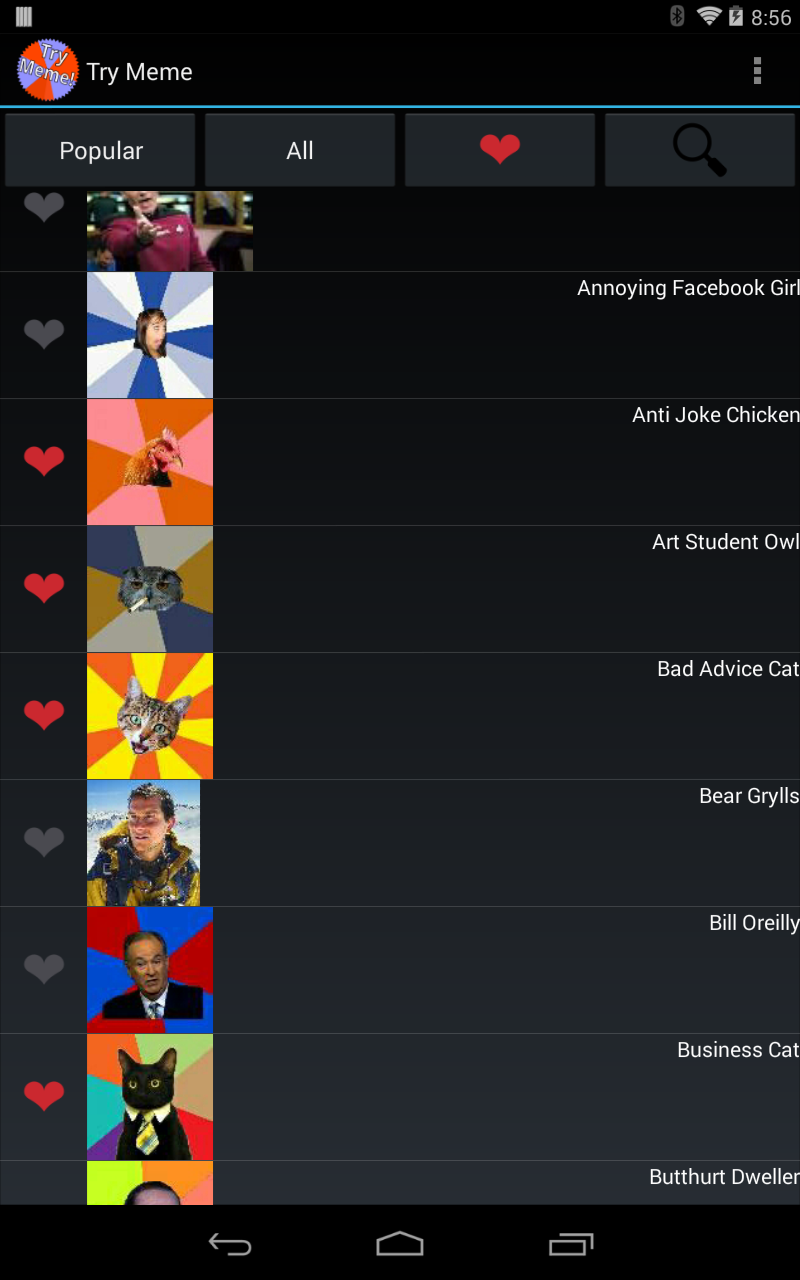 8:56
Try
Meme!
Try Meme
Popular
All
Annoying Facebook Girl
Anti Joke Chicken
Art Student Owl
Bad Advice Cat
Bear Grylls
Bill Oreilly
Business Cat
Butthurt Dweller